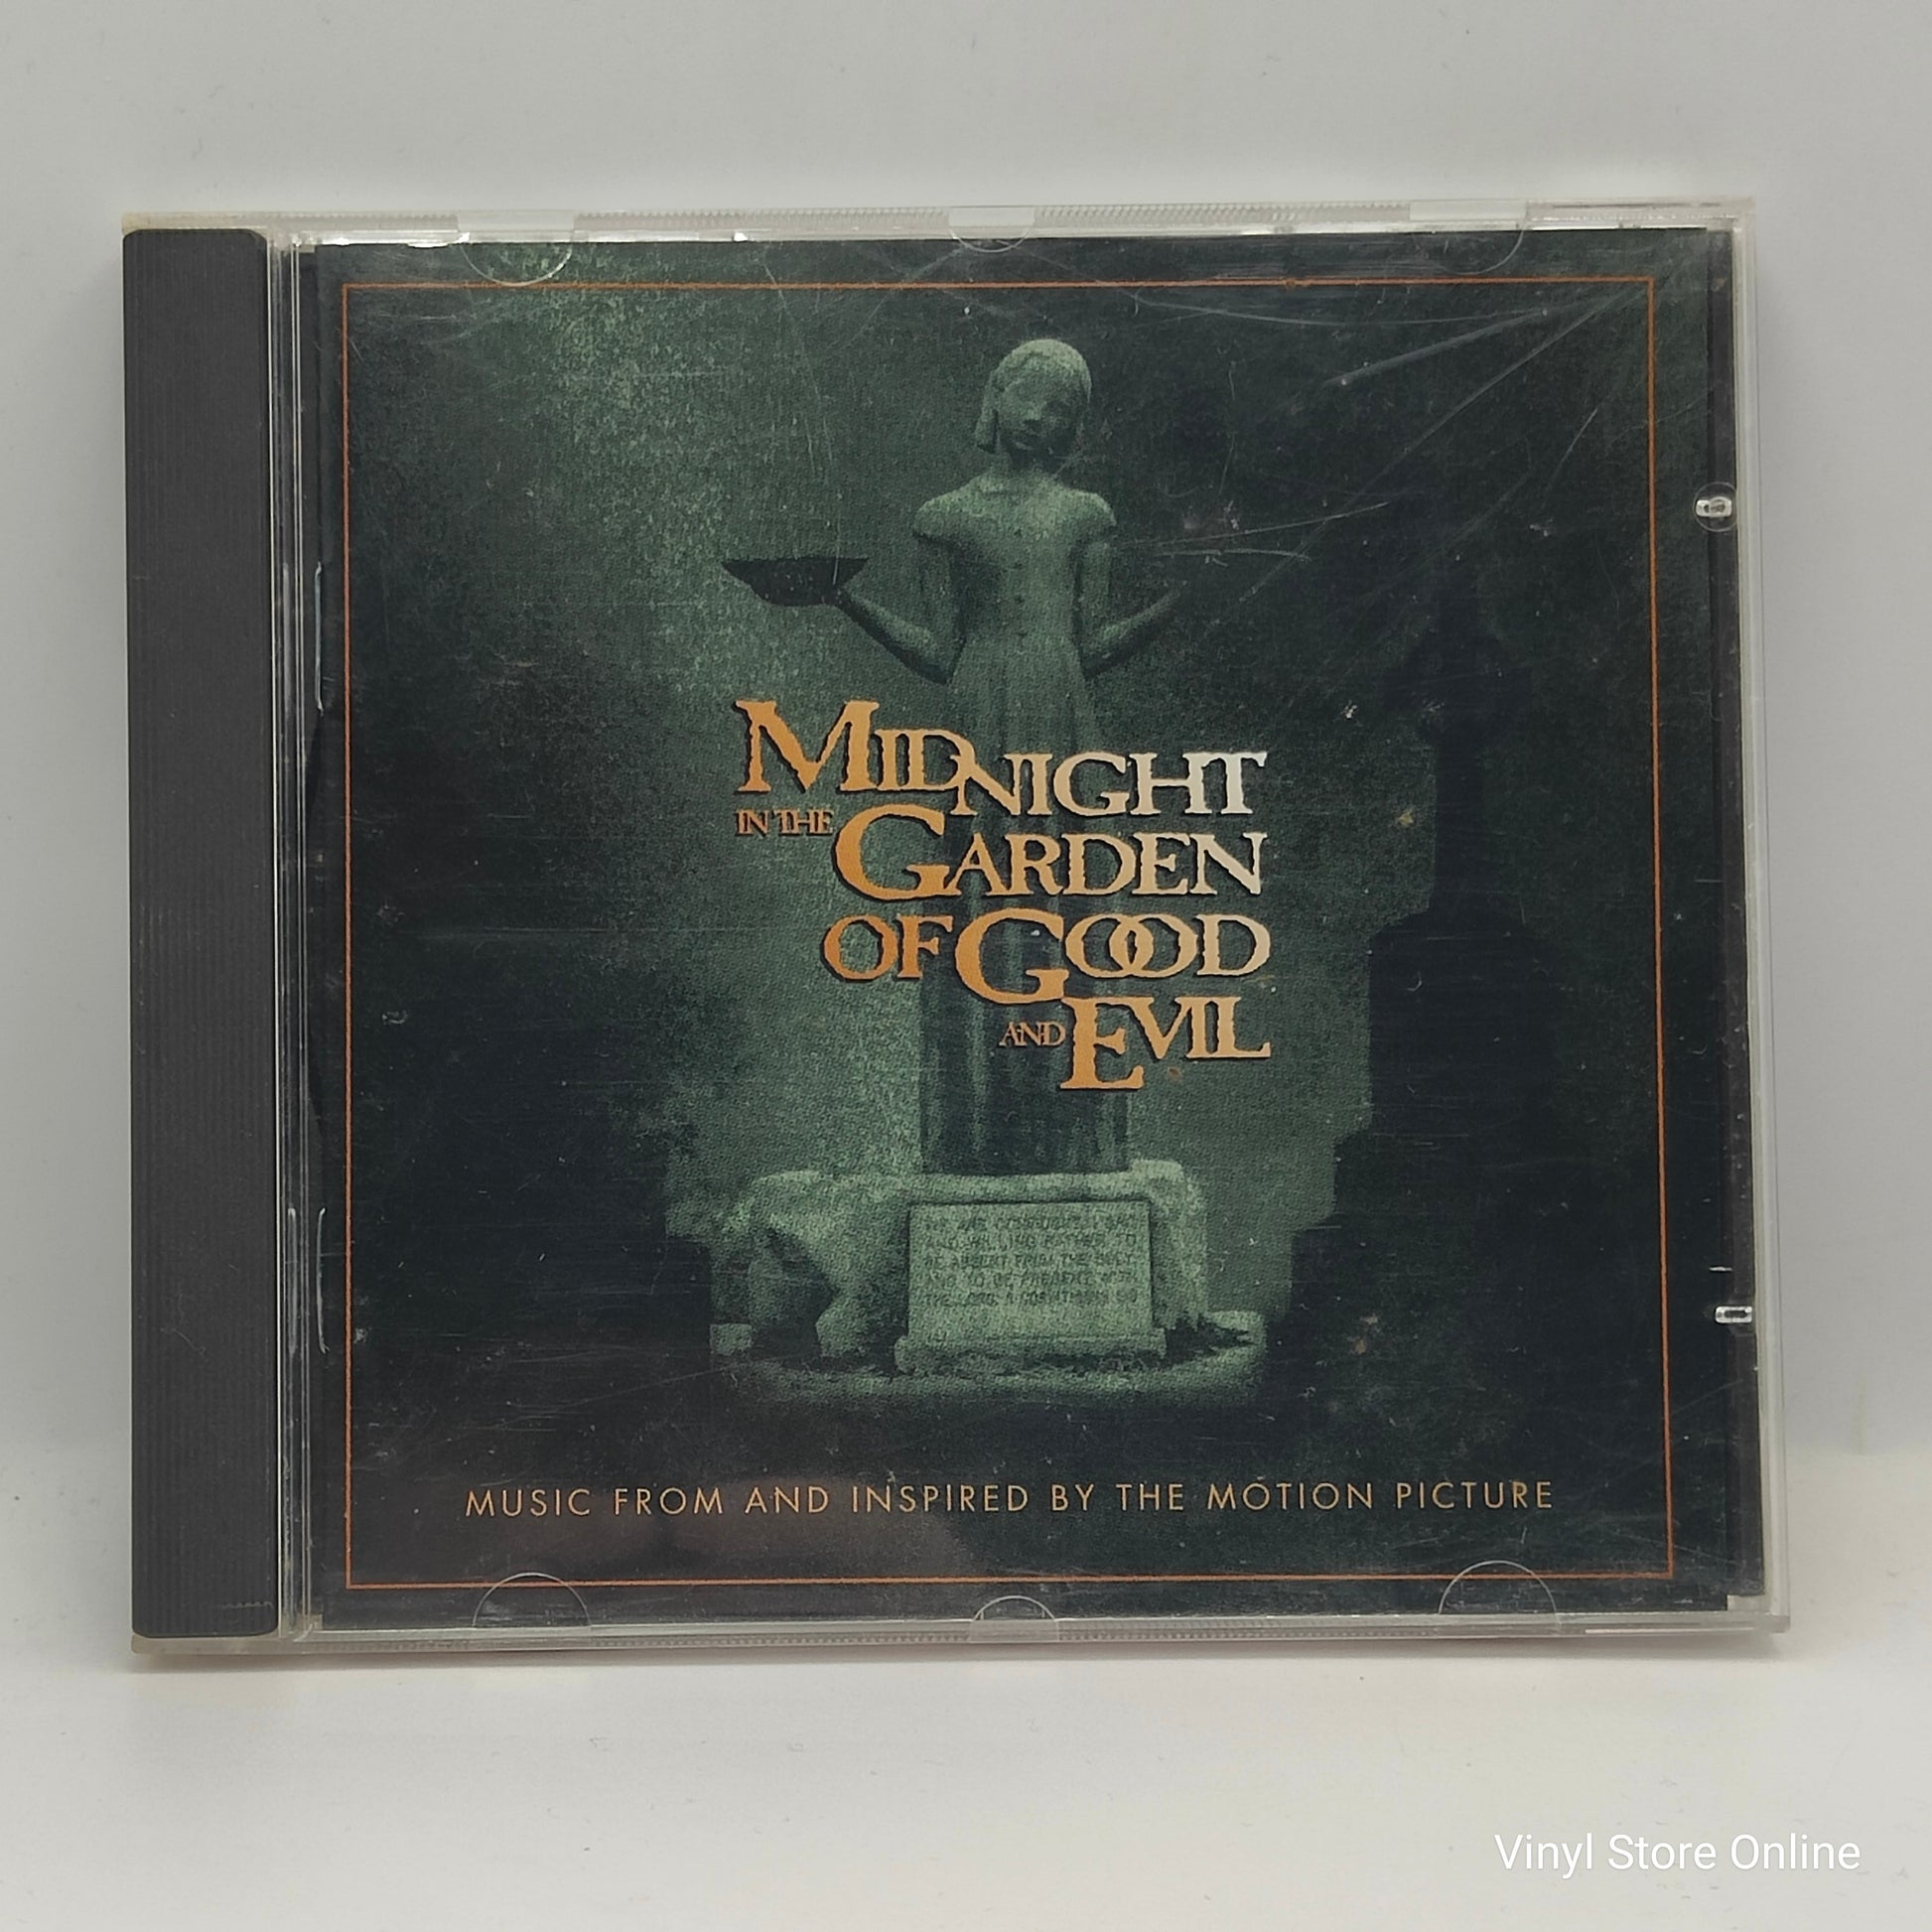 MIDNIGHT
IN THE GARDEN
OF GOOD
AND EVIL
MUSIC FROM AND INSPIRED BY THE MOTION PICTURE
Vinyl Store Online